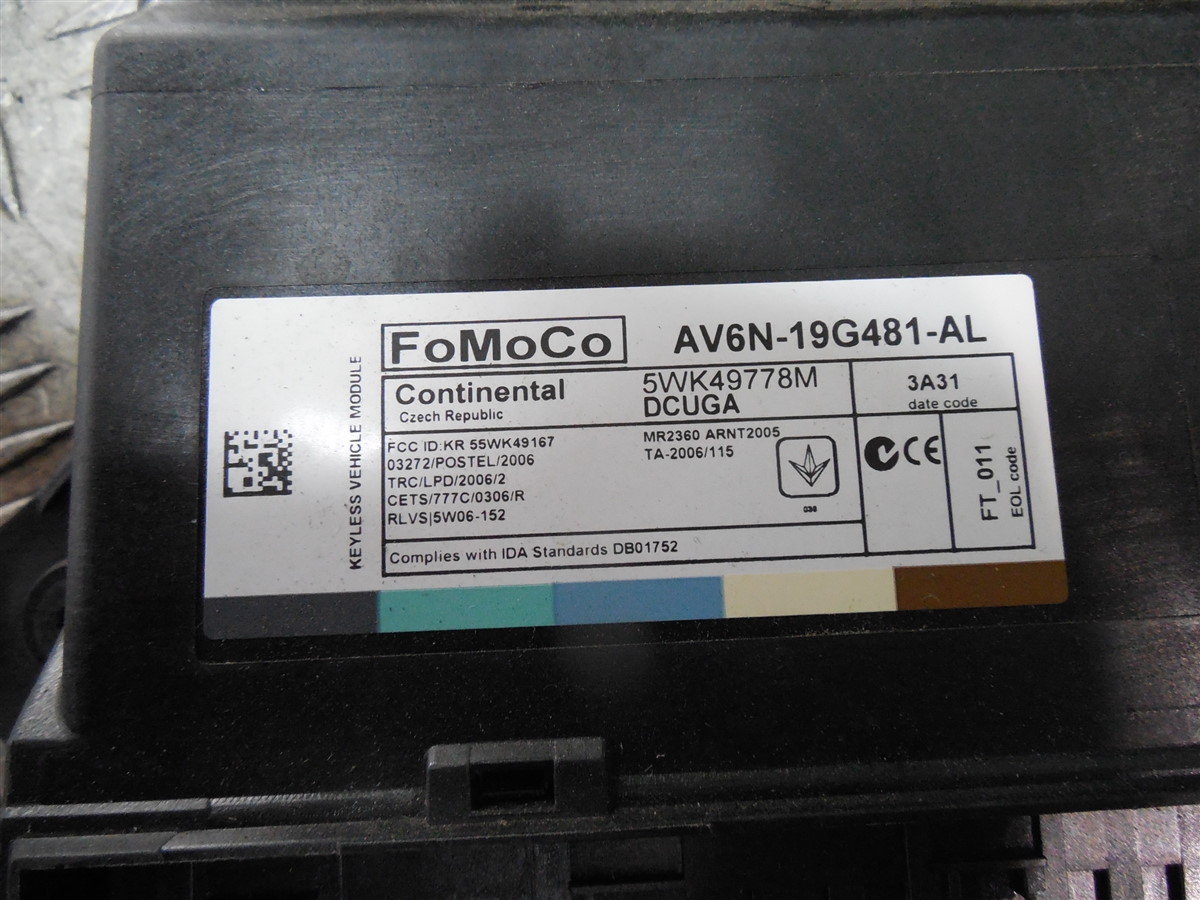 KEYLESS VEHICLE MODULE
FoMoCo
AV6N-19G481-AL
Continental
Czech Republic
5WK49778M
DCUGA
3A31
date code
FCC ID:KR 55WK49167
03272/POSTEL/2006
TRC/LPD/2006/2
CETS/777C/0306/R
RLVS|5W06-152
MR2360 ARNT2005
TA-2006/115
036
CE
FT_011
EOL code
Complies with IDA Standards DB01752